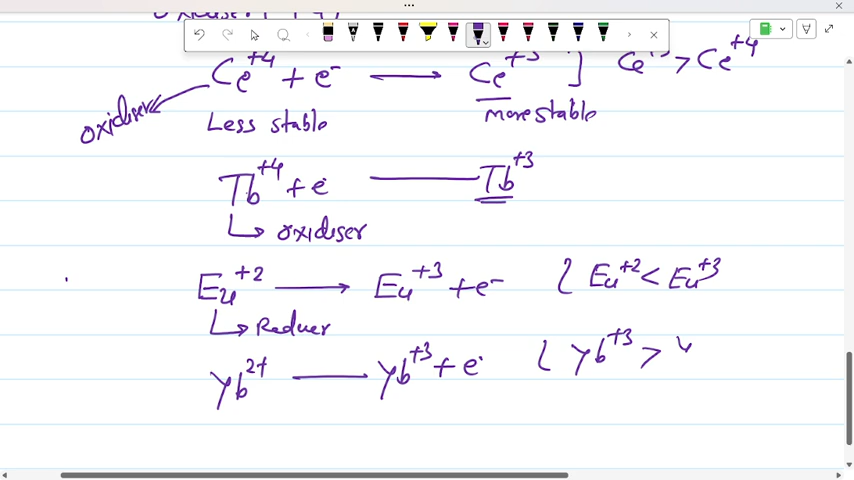 Ce+4 + e- ⟶ Ce+3 ] Ce+3 > Ce+4
oxidiser
Less stable more stable
Tb+4 + e Tb+3
↳ oxidiser
Eu+2 ⟶ Eu+3 + e- { Eu+2 < Eu+3
↳ Reducer
Yb2+ ⟶ Yb+3 + e- { Yb+3 >